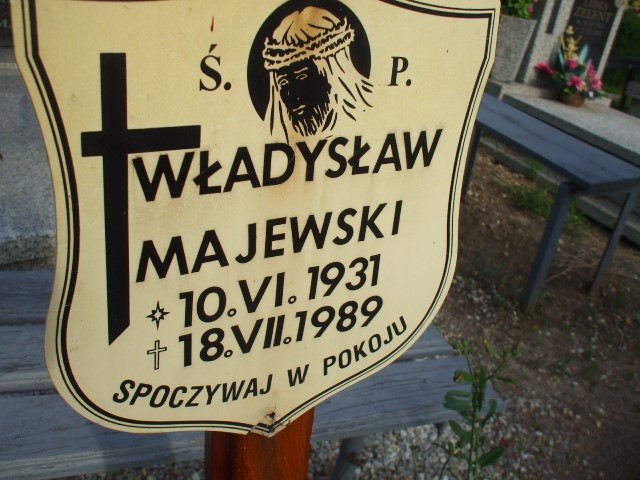 Ś. P.
WŁADYSŁAW
MAJEWSKI
10.VI.1931
18.VII.1989
SPOCZYWAJ W POKOJU